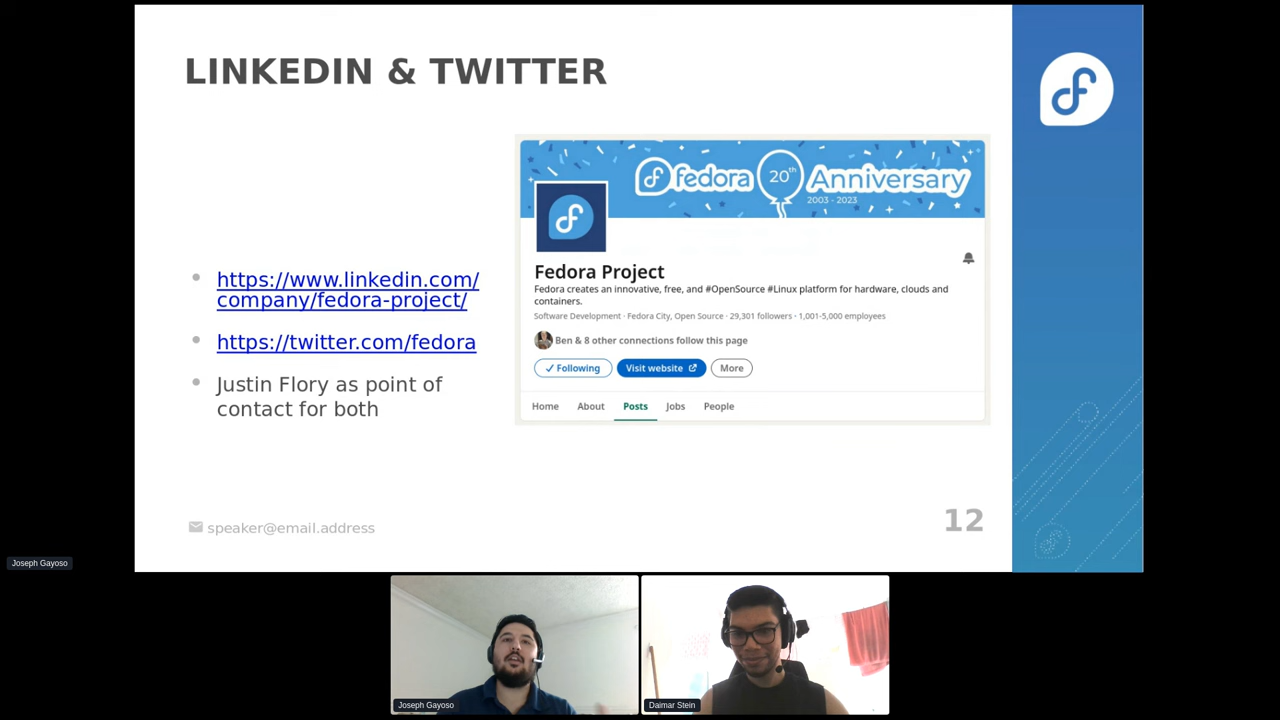 LINKEDIN & TWITTER
fedora 20th Anniversary
2003 - 2023
Fedora Project
Fedora creates an innovative, free, and #OpenSource #Linux platform for hardware, clouds and
containers.
Software Development · Fedora City, Open Source · 29,301 followers · 1,001-5,000 employees
Ben & 8 other connections follow this page
Following Visit website More
Home About Posts Jobs People
https://www.linkedin.com/
company/fedora-project/
https://twitter.com/fedora
Justin Flory as point of
contact for both
speaker@email.address
12
Joseph Gayoso
Joseph Gayoso
Daimar Stein